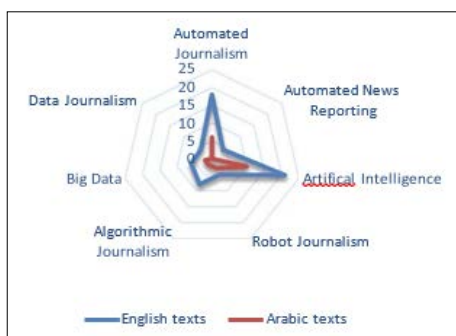 Automated
Journalism
25
20
15
10
5
0
Automated News
Reporting
Artifical Intelligence
Robot Journalism
Algorithmic
Journalism
Big Data
Data Journalism
English texts
Arabic texts